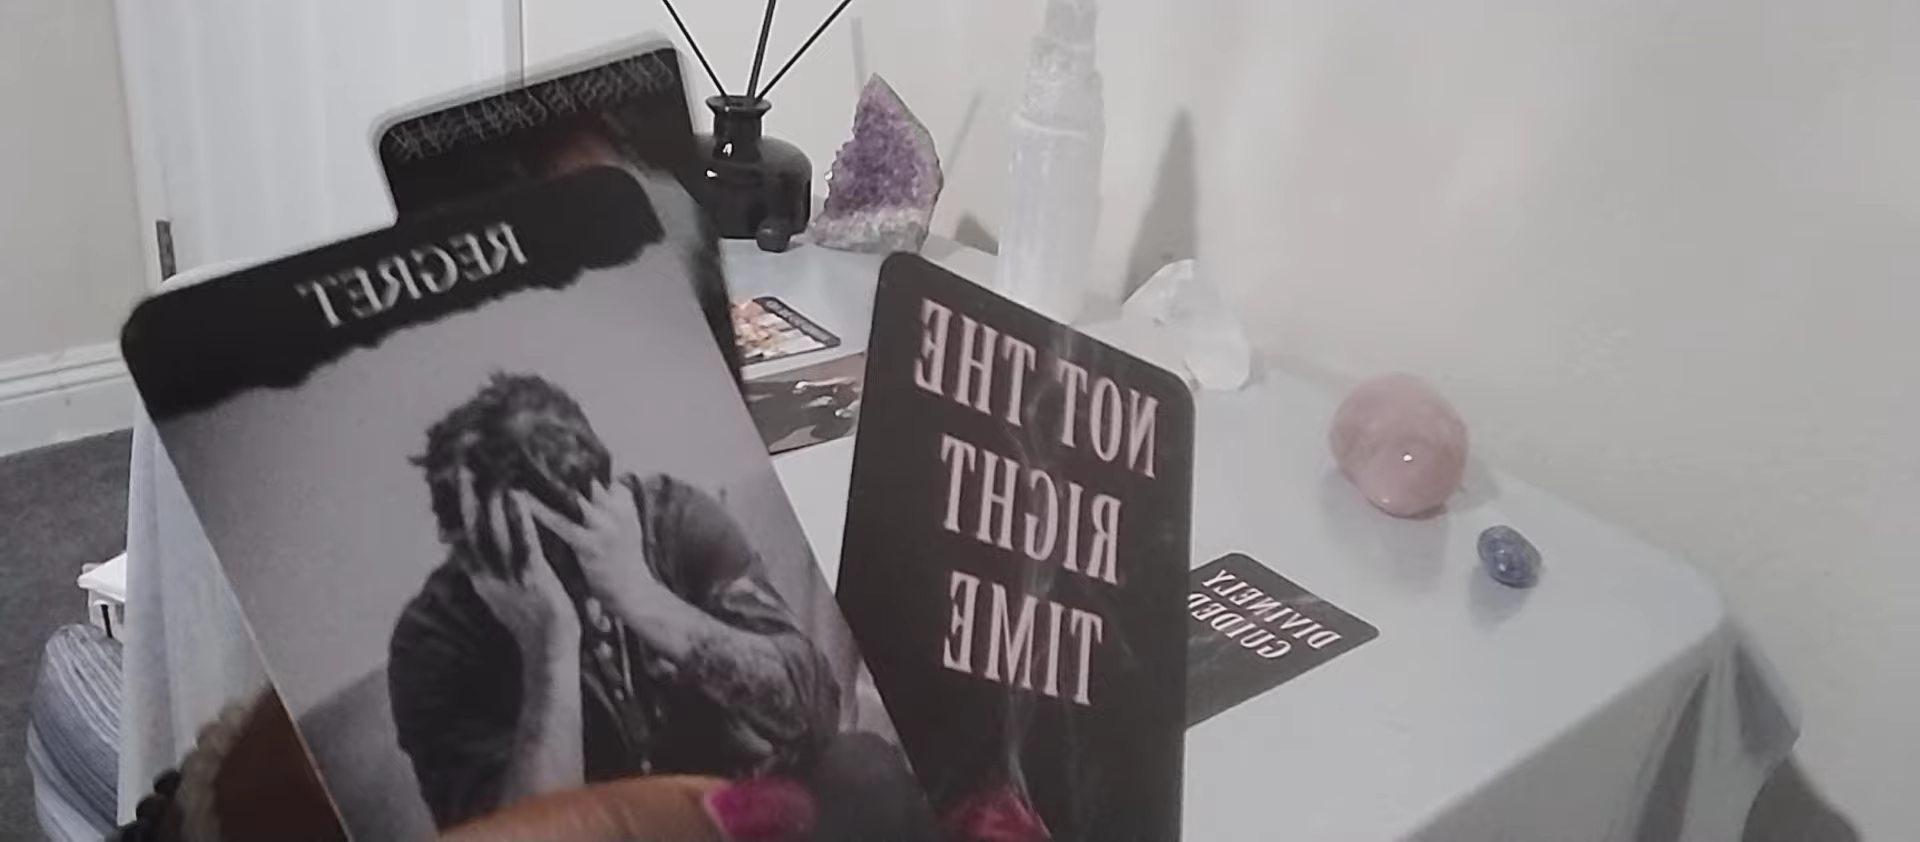 REGRET
NOT THE
RIGHT
TIME
DIVINELY
GUIDED